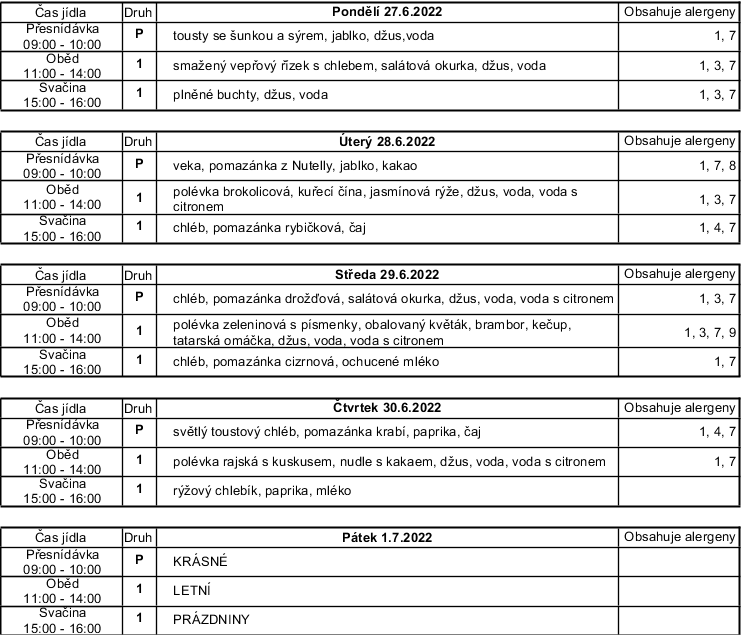 Čas jídla Druh Pondělí 27.6.2022 Obsahuje alergeny
Přesnídávka
09:00 - 10:00 P tousty se šunkou a sýrem, jablko, džus,voda 1, 7
Oběd
11:00 - 14:00 1 smažený vepřový řízek s chlebem, salátová okurka, džus, voda 1, 3, 7
Svačina
15:00 - 16:00 1 plněné buchty, džus, voda 1, 3, 7
Čas jídla Druh Úterý 28.6.2022 Obsahuje alergeny
Přesnídávka
09:00 - 10:00 P veka, pomazánka z Nutelly, jablko, kakao 1, 7, 8
Oběd
11:00 - 14:00 1 polévka brokolicová, kuřecí čína, jasmínová rýže, džus, voda, voda s
citronem 1, 3, 7
Svačina
15:00 - 16:00 1 chléb, pomazánka rybičková, čaj 1, 4, 7
Čas jídla Druh Středa 29.6.2022 Obsahuje alergeny
Přesnídávka
09:00 - 10:00 P chléb, pomazánka drožďová, salátová okurka, džus, voda, voda s citronem 1, 3, 7
Oběd
11:00 - 14:00 1 polévka zeleninová s písmenky, obalovaný květák, brambor, kečup,
tatarská omáčka, džus, voda, voda s citronem 1, 3, 7, 9
Svačina
15:00 - 16:00 1 chléb, pomazánka cizrnová, ochucené mléko 1, 7
Čas jídla Druh Čtvrtek 30.6.2022 Obsahuje alergeny
Přesnídávka
09:00 - 10:00 P světlý toustový chléb, pomazánka krabí, paprika, čaj 1, 4, 7
Oběd
11:00 - 14:00 1 polévka rajská s kuskusem, nudle s kakaem, džus, voda, voda s citronem 1, 7
Svačina
15:00 - 16:00 1 rýžový chlebík, paprika, mléko
Čas jídla Druh Pátek 1.7.2022 Obsahuje alergeny
Přesnídávka
09:00 - 10:00 P KRÁSNÉ
Oběd
11:00 - 14:00 1 LETNÍ
Svačina
15:00 - 16:00 1 PRÁZDNINY